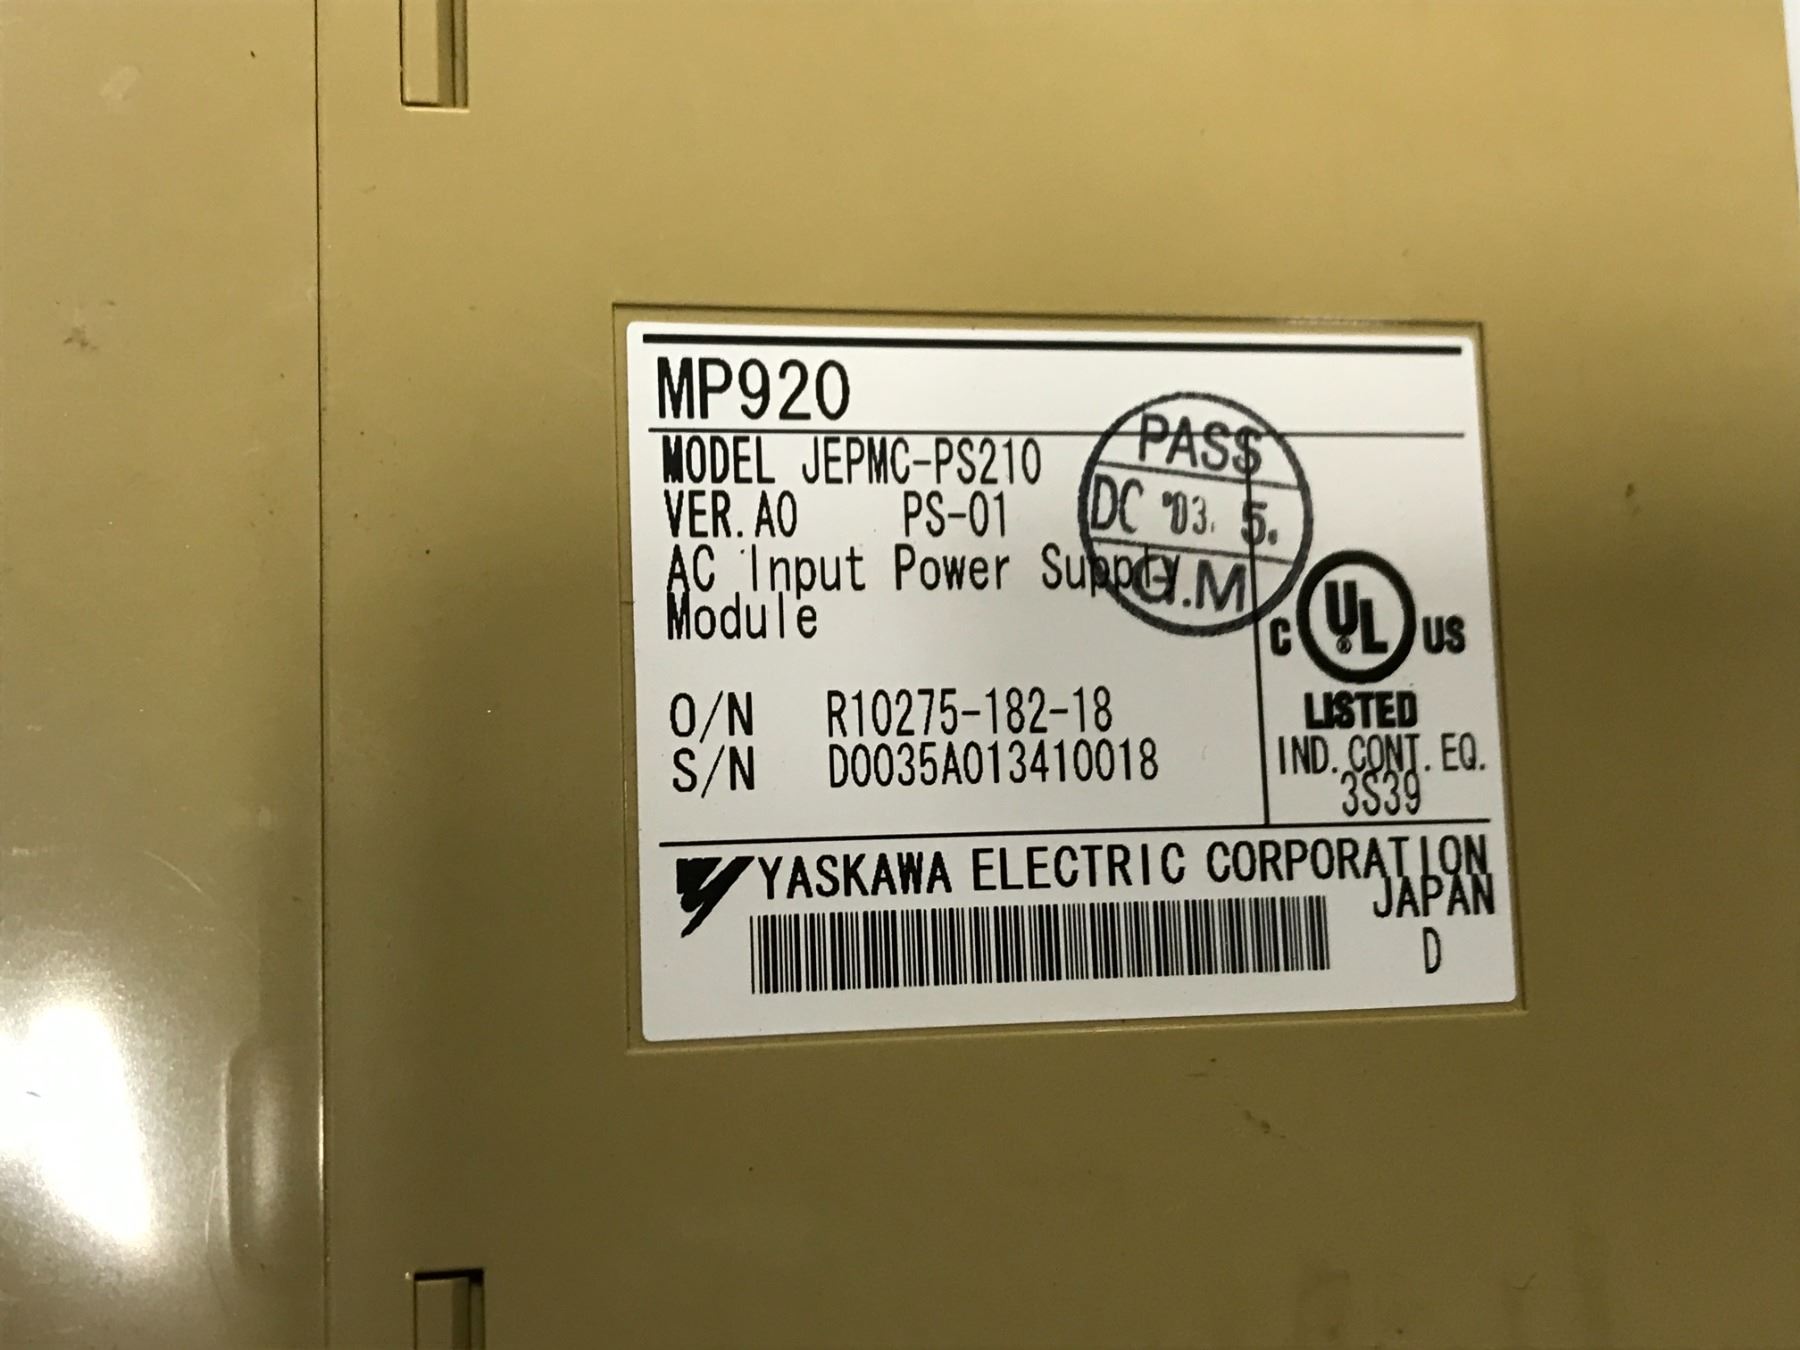 MP920
MODEL JEPMC-PS210
VER. A0 PS-01
AC Input Power Supply
Module
PASS
DC '03. 5.
G.M
C UL® US
LISTED
IND. CONT. EQ.
3S39
O/N R10275-182-18
S/N D0035A013410018
YASKAWA ELECTRIC CORPORATION
JAPAN
D